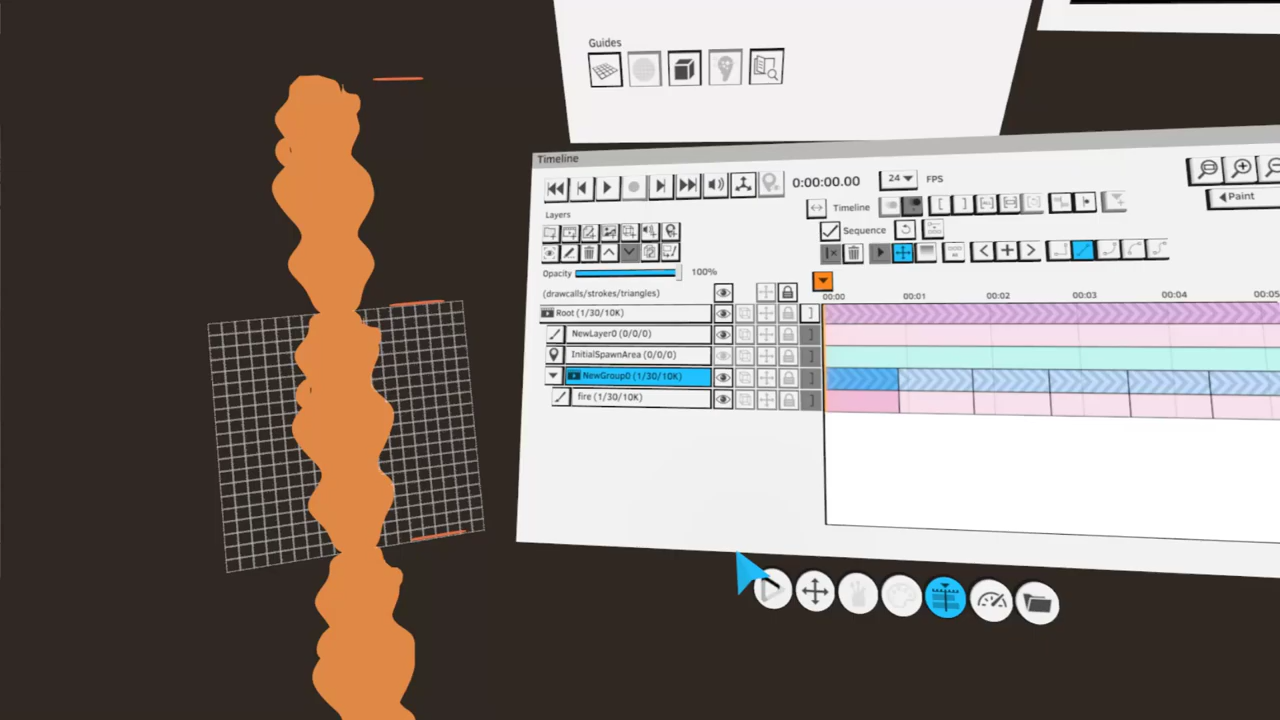 Guides
Timeline
0:00:00.00
24
FPS
Paint
Layers
Timeline
Sequence
Opacity
100%
(drawcalls/strokes/triangles)
00:00
00:01
00:02
00:03
00:04
00:05
Root (1/30/10K)
NewLayer0 (0/0/0)
InitialSpawnArea (0/0/0)
NewGroup0 (1/30/10K)
fire (1/30/10K)